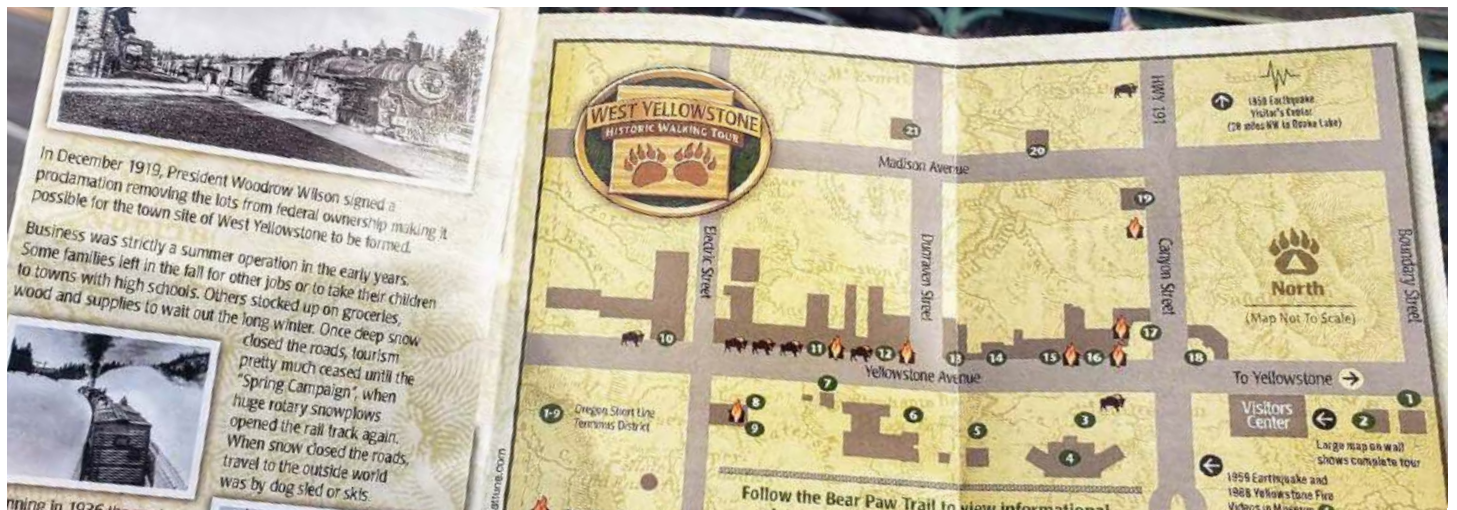 In December 1919, President Woodrow Wilson signed a
proclamation removing the lots from federal ownership making it
possible for the town site of West Yellowstone to be formed.
Business was strictly a summer operation in the early years.
Some families left in the fall for other jobs or to take their children
to towns with high schools. Others stocked up on groceries,
wood and supplies to wait out the long winter. Once deep snow
closed the roads, tourism
pretty much ceased until the
"Spring Campaign", when
huge rotary snowplows
opened the rail track again.
When snow closed the roads,
travel to the outside world
was by dog sled or skis.
WEST YELLOWSTONE
HISTORIC WALKING TOUR
HWY 191
1959 Earthquake
Visitor's Center
(28 miles NW to Quake Lake)
21
20
Madison Avenue
19
Electric Street
Dunraven Street
Canyon Street
Boundary Street
North
(Map Not To Scale)
10
11
12
13
14
15
16
17
18
Yellowstone Avenue
To Yellowstone
1-9
Oregon Short Line
Terminus District
7
8
9
6
5
3
4
Visitors
Center
2
1
Large map on wall
shows complete tour
1959 Earthquake and
1988 Yellowstone Fire
Videos in Museum
Follow the Bear Paw Trail to view informational